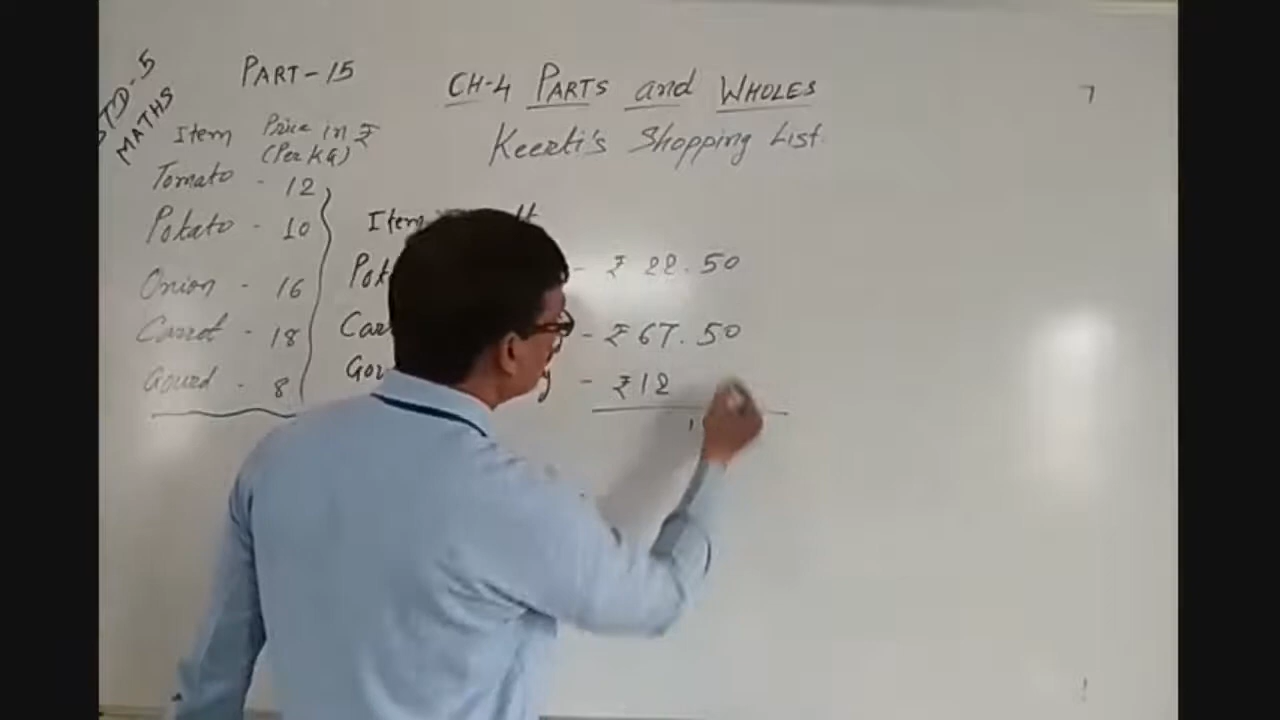 STD-5
MATHS
PART-15
CH-4 PARTS and WHOLES
Keerti's Shopping List
7
Item Price in ₹
(Per KG)
Tomato - 12
Potato - 10
Onion - 16
Carrot - 18
Gourd - 8
Item
- ₹ 22.50
- ₹ 67.50
- ₹ 12